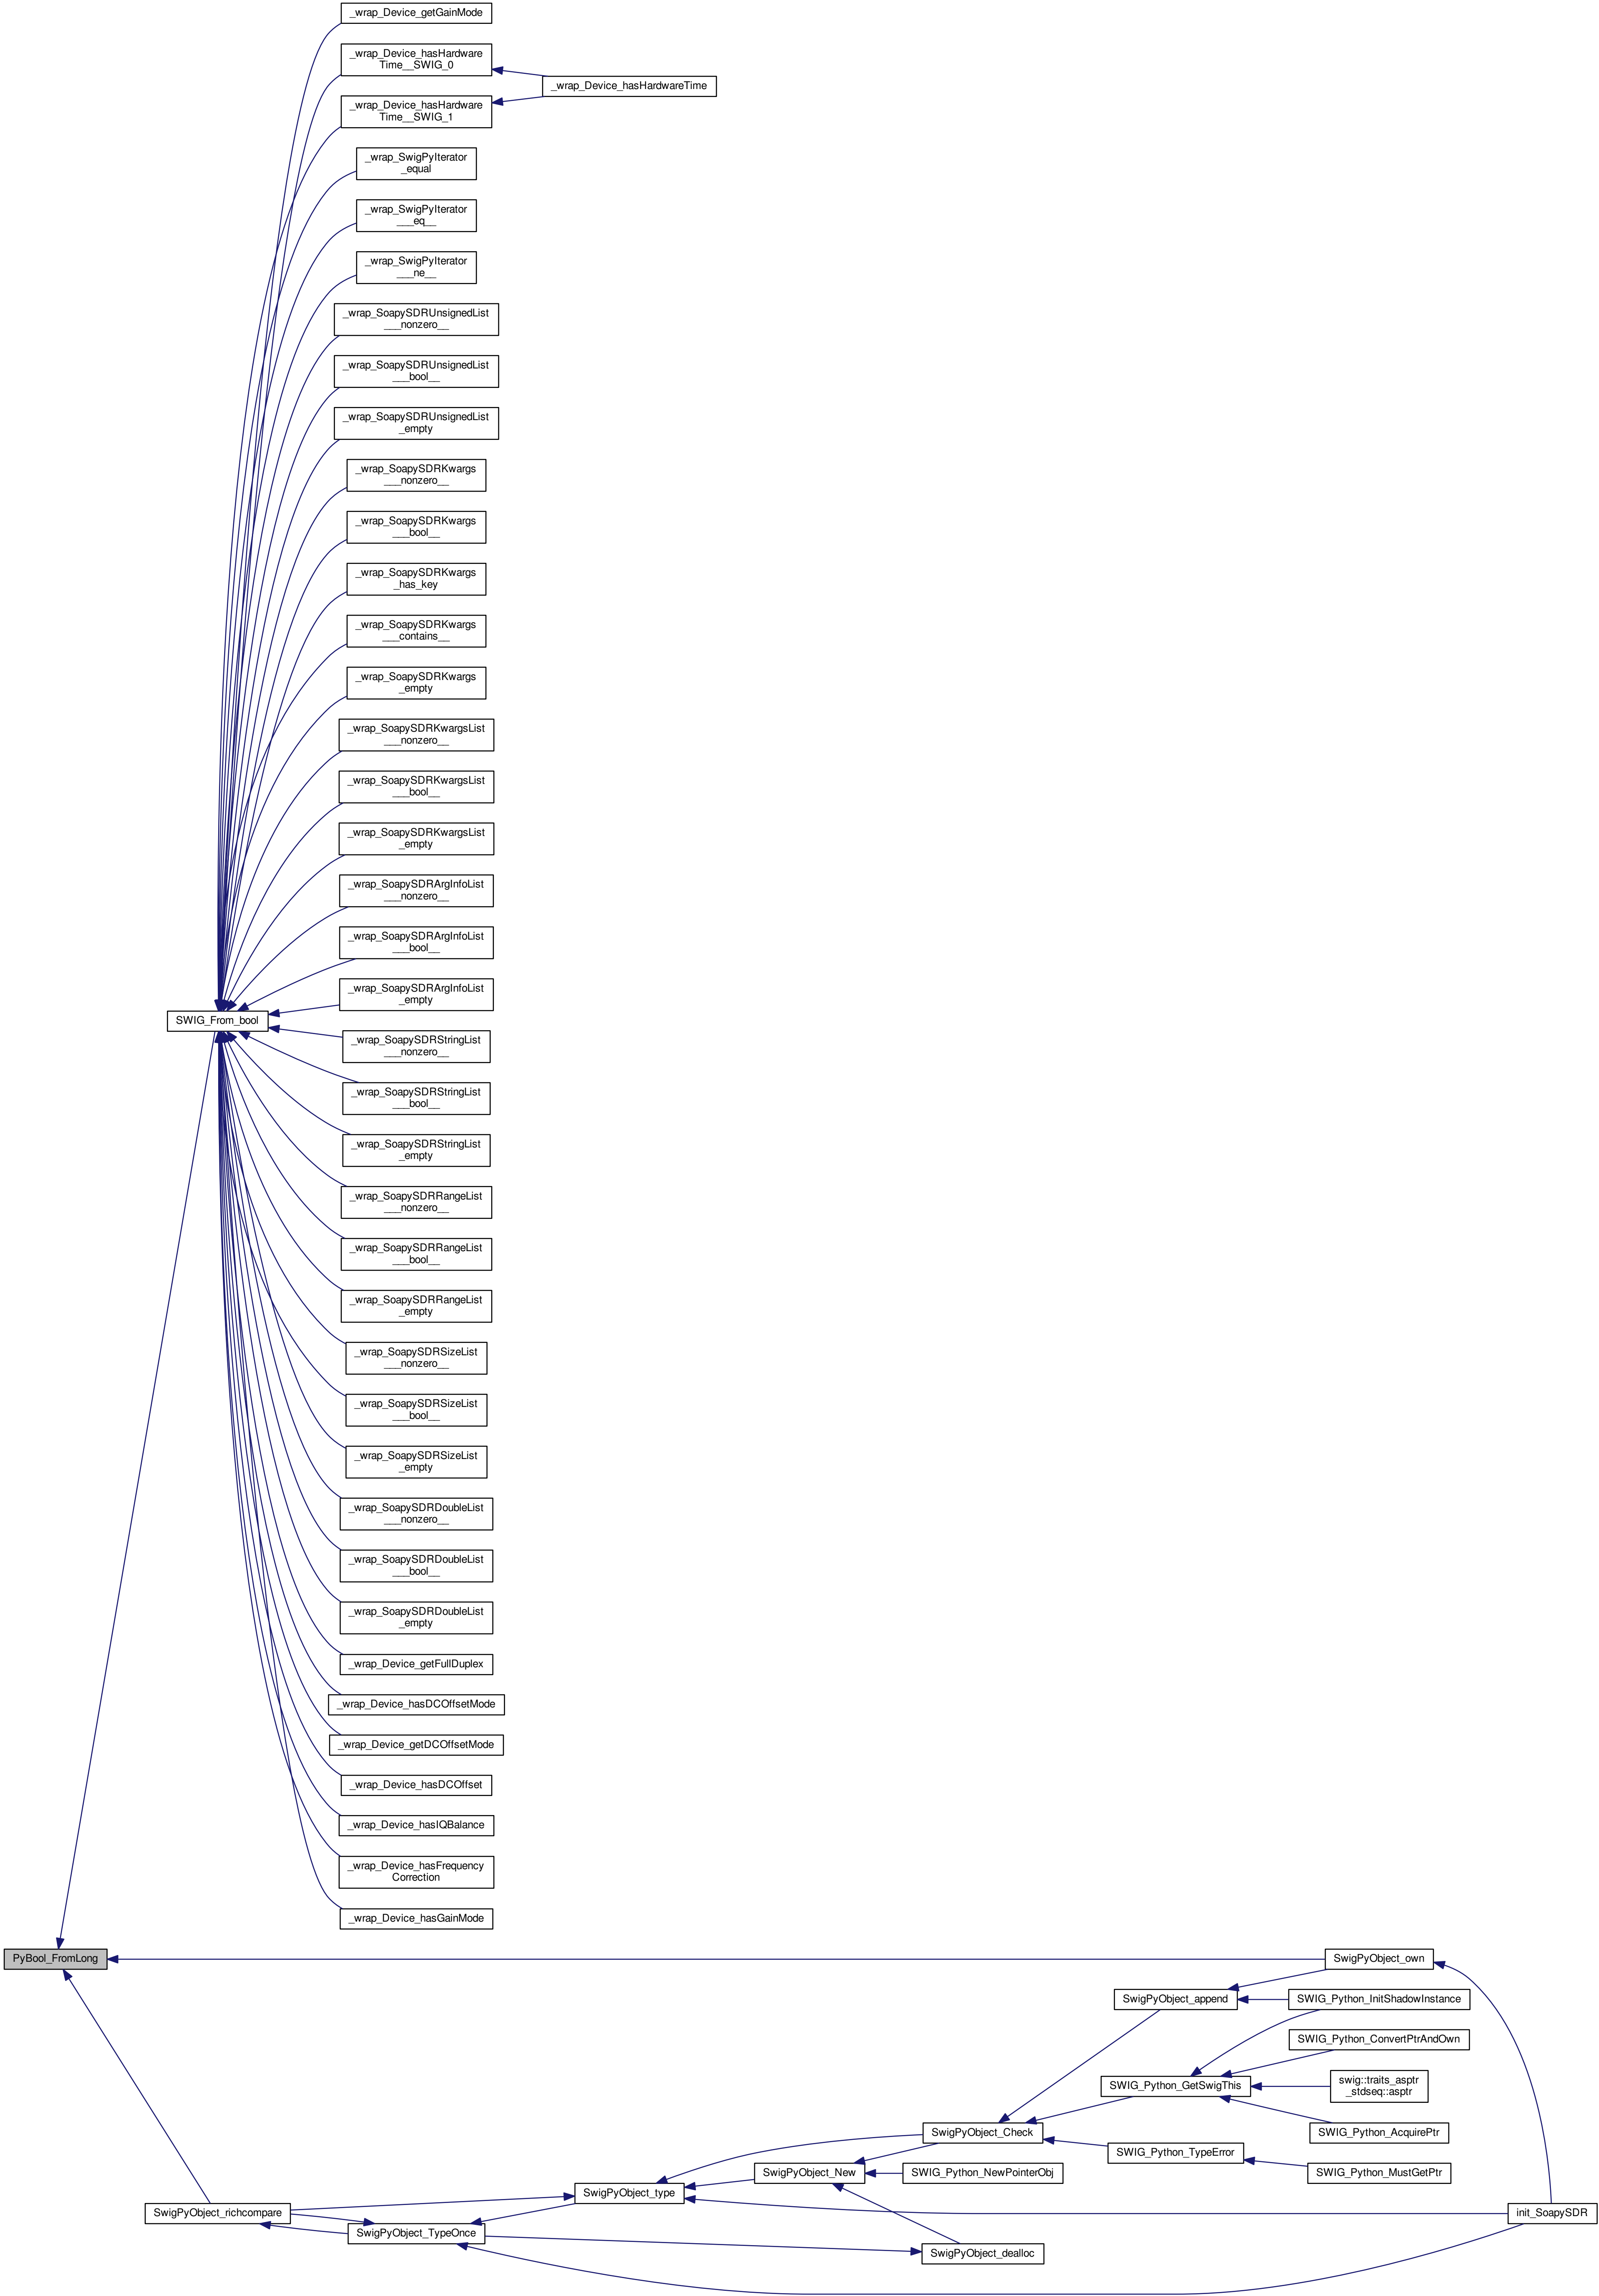 _wrap_Device_getGainMode
_wrap_Device_hasHardware
Time__SWIG_0
_wrap_Device_hasHardwareTime
_wrap_Device_hasHardware
Time__SWIG_1
_wrap_SwigPyIterator
_equal
_wrap_SwigPyIterator
___eq__
_wrap_SwigPyIterator
___ne__
_wrap_SoapySDRUnsignedList
___nonzero__
_wrap_SoapySDRUnsignedList
___bool__
_wrap_SoapySDRUnsignedList
_empty
_wrap_SoapySDRKwargs
___nonzero__
_wrap_SoapySDRKwargs
___bool__
_wrap_SoapySDRKwargs
_has_key
_wrap_SoapySDRKwargs
___contains__
_wrap_SoapySDRKwargs
_empty
_wrap_SoapySDRKwargsList
___nonzero__
_wrap_SoapySDRKwargsList
___bool__
_wrap_SoapySDRKwargsList
_empty
_wrap_SoapySDRArgInfoList
___nonzero__
_wrap_SoapySDRArgInfoList
___bool__
_wrap_SoapySDRArgInfoList
_empty
SWIG_From_bool
_wrap_SoapySDRStringList
___nonzero__
_wrap_SoapySDRStringList
___bool__
_wrap_SoapySDRStringList
_empty
_wrap_SoapySDRRangeList
___nonzero__
_wrap_SoapySDRRangeList
___bool__
_wrap_SoapySDRRangeList
_empty
_wrap_SoapySDRSizeList
___nonzero__
_wrap_SoapySDRSizeList
___bool__
_wrap_SoapySDRSizeList
_empty
_wrap_SoapySDRDoubleList
___nonzero__
_wrap_SoapySDRDoubleList
___bool__
_wrap_SoapySDRDoubleList
_empty
_wrap_Device_getFullDuplex
_wrap_Device_hasDCOffsetMode
_wrap_Device_getDCOffsetMode
_wrap_Device_hasDCOffset
_wrap_Device_hasIQBalance
_wrap_Device_hasFrequency
Correction
_wrap_Device_hasGainMode
PyBool_FromLong
SwigPyObject_own
SwigPyObject_append
SWIG_Python_InitShadowInstance
SWIG_Python_ConvertPtrAndOwn
SWIG_Python_GetSwigThis
swig::traits_asptr
_stdseq::asptr
SWIG_Python_AcquirePtr
SwigPyObject_Check
SWIG_Python_TypeError
SWIG_Python_MustGetPtr
SwigPyObject_New
SWIG_Python_NewPointerObj
SwigPyObject_type
SwigPyObject_richcompare
init_SoapySDR
SwigPyObject_TypeOnce
SwigPyObject_dealloc